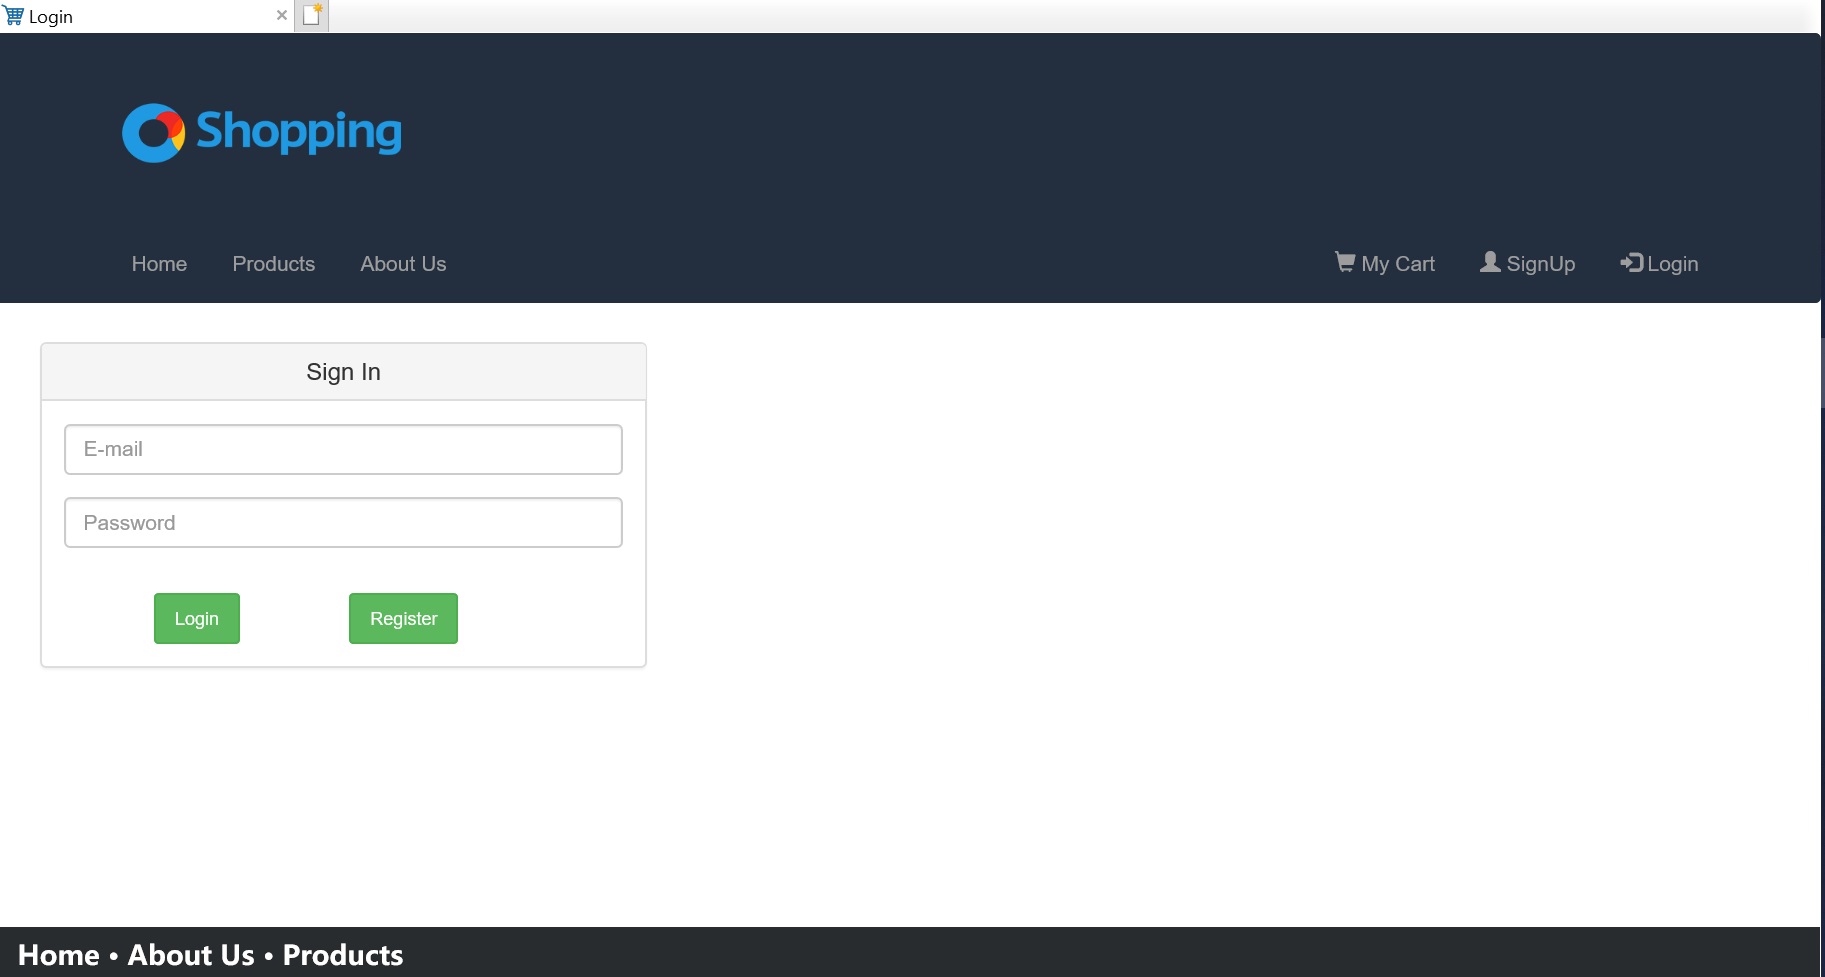 Login
Shopping
Home Products About Us My Cart SignUp Login
Sign In
E-mail
Password
Login Register
Home • About Us • Products